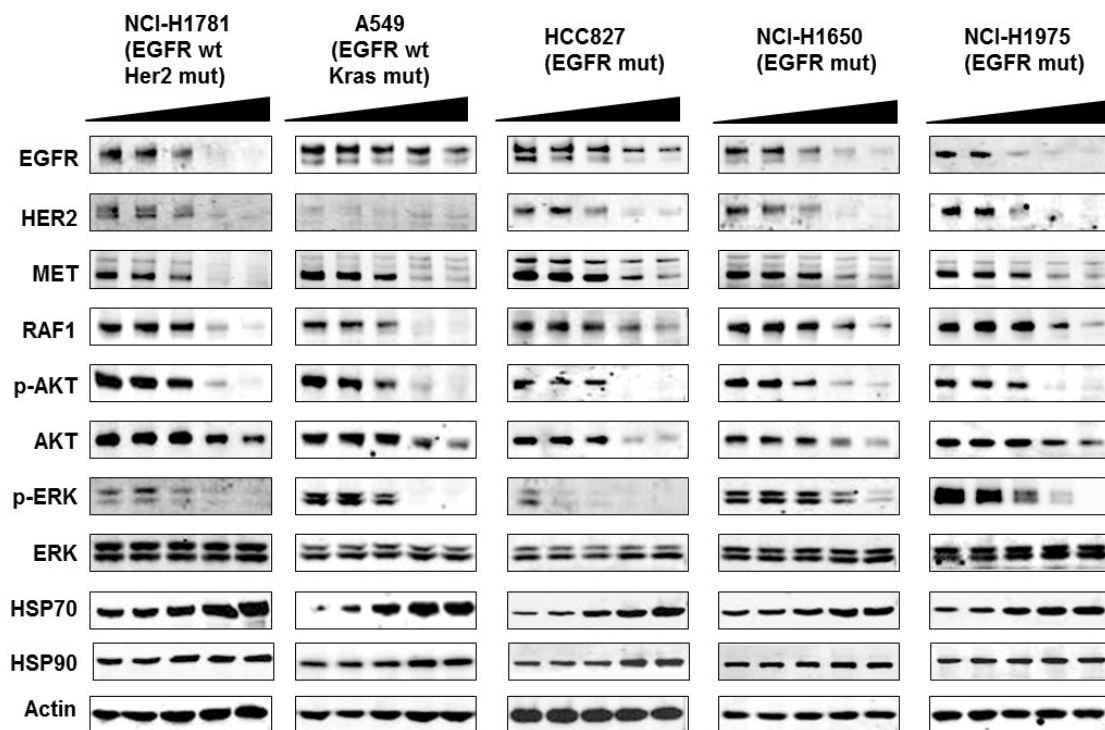 NCI-H1781
(EGFR wt
Her2 mut)
A549
(EGFR wt
Kras mut)
HCC827
(EGFR mut)
NCI-H1650
(EGFR mut)
NCI-H1975
(EGFR mut)
EGFR
HER2
MET
RAF1
p-AKT
AKT
p-ERK
ERK
HSP70
HSP90
Actin